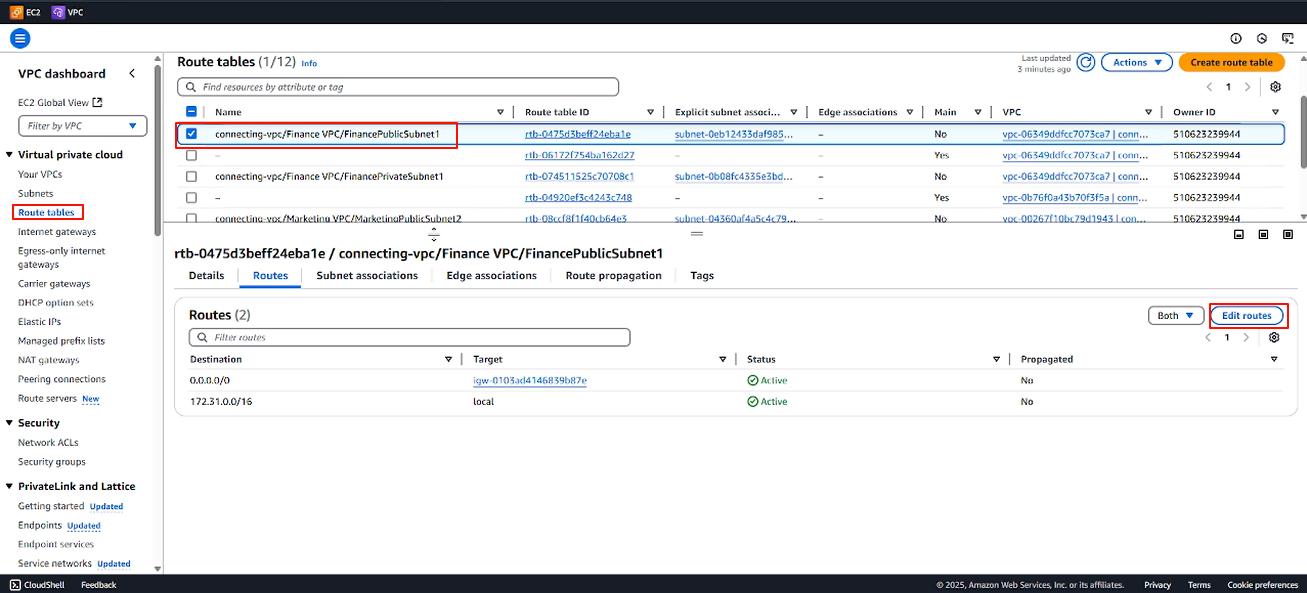 EC2 VPC
VPC dashboard
EC2 Global View
Filter by VPC
Virtual private cloud
Your VPCs
Subnets
Route tables
Internet gateways
Egress-only internet
gateways
Carrier gateways
DHCP option sets
Elastic IPs
Managed prefix lists
NAT gateways
Peering connections
Route servers New
Security
Network ACLs
Security groups
PrivateLink and Lattice
Getting started Updated
Endpoints Updated
Endpoint services
Service networks Updated
Route tables (1/12) Info
Last updated
3 minutes ago
Actions
Create route table
Find resources by attribute or tag
1
Name Route table ID Explicit subnet associ... Edge associations Main VPC Owner ID
connecting-vpc/Finance VPC/FinancePublicSubnet1 rtb-0475d3beff24eba1e subnet-0eb12433daf985... – No vpc-06349ddfcc7073ca7 | conn... 510623239944
– rtb-06172f754ba162d27 – – Yes vpc-06349ddfcc7073ca7 | conn... 510623239944
connecting-vpc/Finance VPC/FinancePrivateSubnet1 rtb-074511525c70708c1 subnet-0b08fc4335e3bd... – No vpc-06349ddfcc7073ca7 | conn... 510623239944
– rtb-04920ef3c4243c748 – – Yes vpc-0b76f0a43b70f3f5a | conn... 510623239944
connecting-vpc/Marketing VPC/MarketingPublicSubnet2 rtb-08ccf8f1f40cb64e3 subnet-04360af4a5c4c79... – No vpc-00267f10bc79d1943 | conn... 510623239944
rtb-0475d3beff24eba1e / connecting-vpc/Finance VPC/FinancePublicSubnet1
Details Routes Subnet associations Edge associations Route propagation Tags
Routes (2)
Both
Edit routes
Filter routes
1
Destination Target Status Propagated
0.0.0.0/0 igw-0103ad4146839b87e Active No
172.31.0.0/16 local Active No
CloudShell Feedback © 2025, Amazon Web Services, Inc. or its affiliates. Privacy Terms Cookie preferences